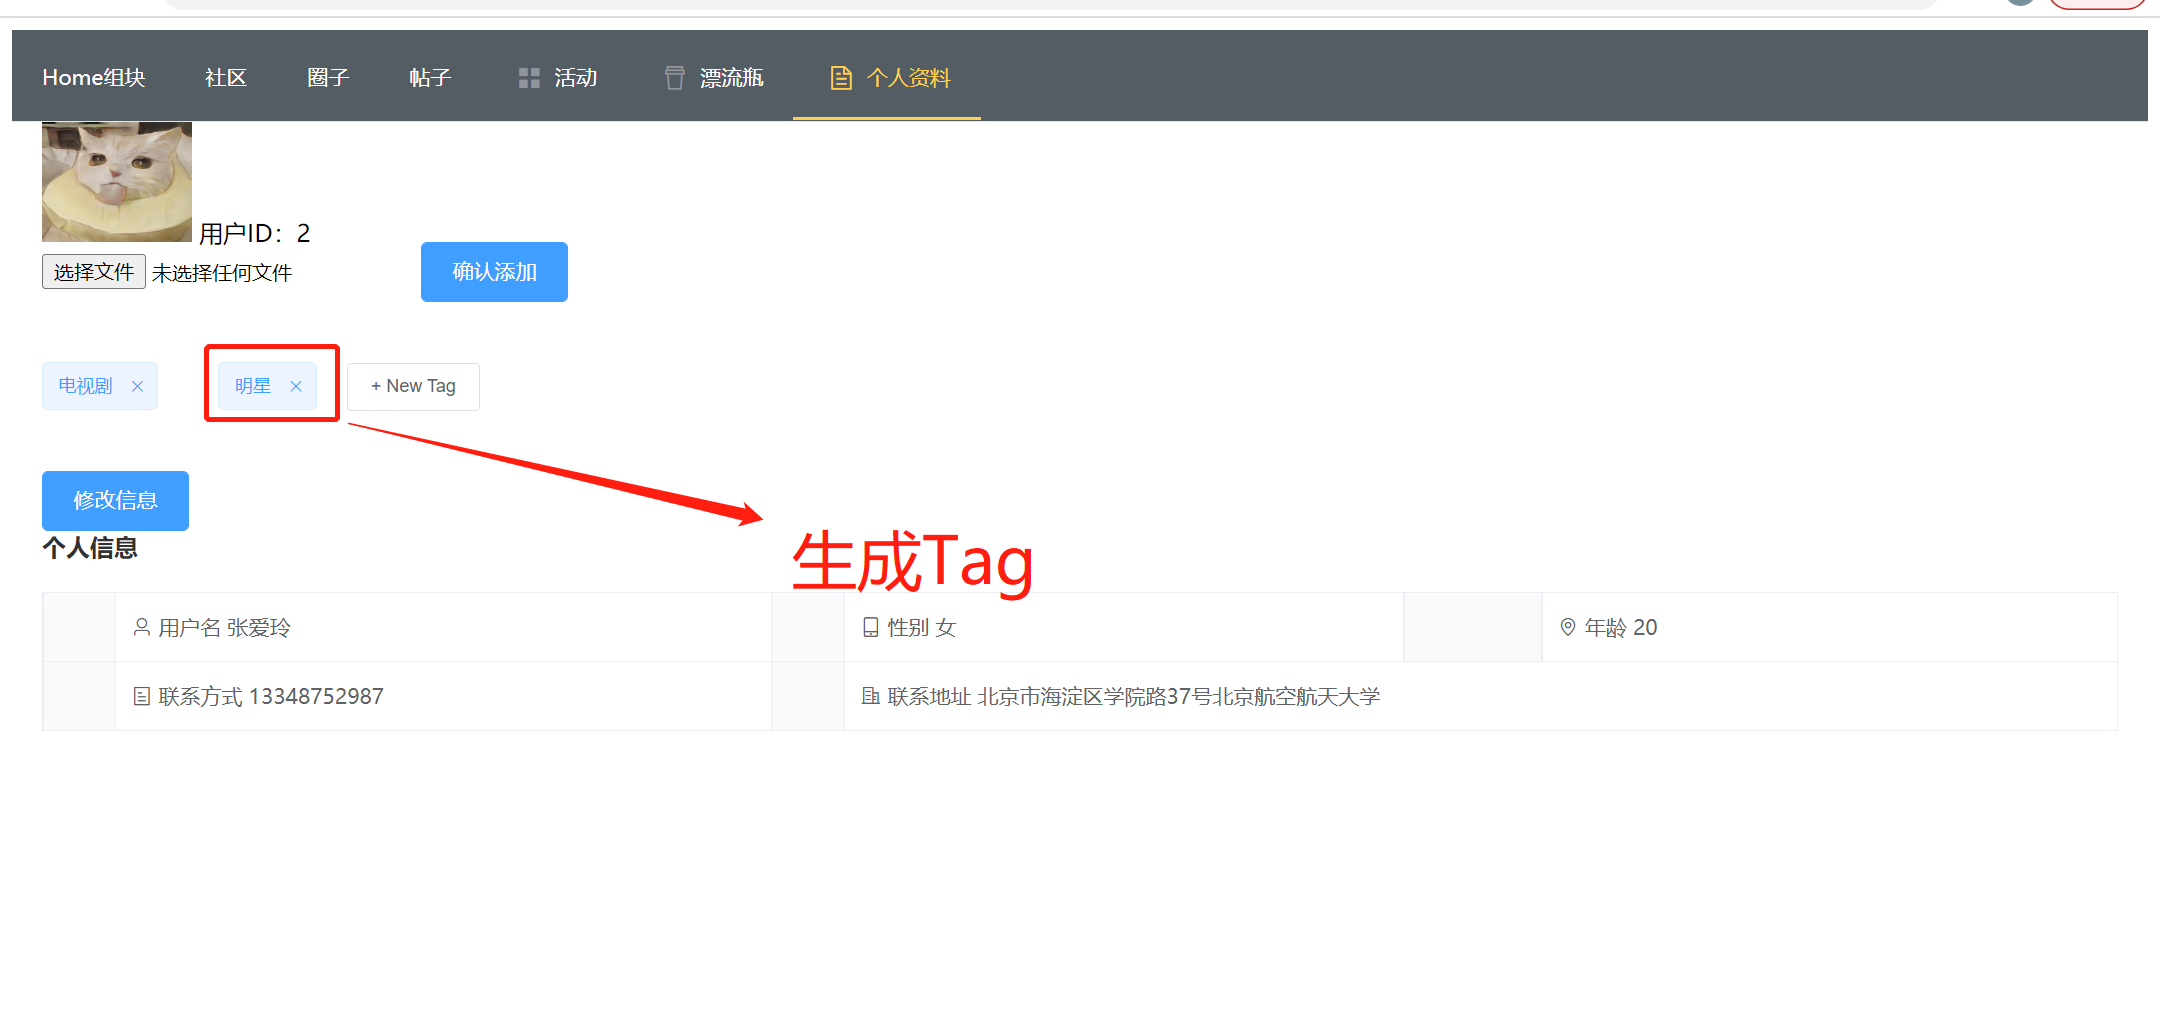 Home组块 社区 圈子 帖子 活动 漂流瓶 个人资料
用户ID：2
选择文件 未选择任何文件 确认添加
电视剧 明星 + New Tag
修改信息
生成Tag
个人信息
用户名 张爱玲 性别 女 年龄 20
联系方式 13348752987 联系地址 北京市海淀区学院路37号北京航空航天大学